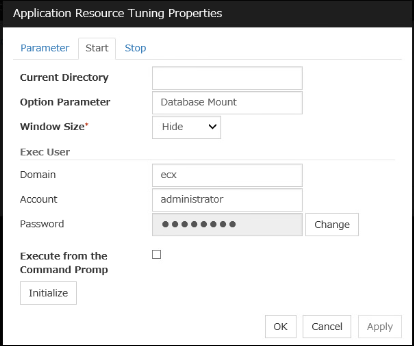 Application Resource Tuning Properties
Parameter Start Stop
Current Directory
Option Parameter Database Mount
Window Size* Hide
Exec User
Domain ecx
Account administrator
Password ●●●●●●●● Change
Execute from the
Command Promp
Initialize
OK Cancel Apply